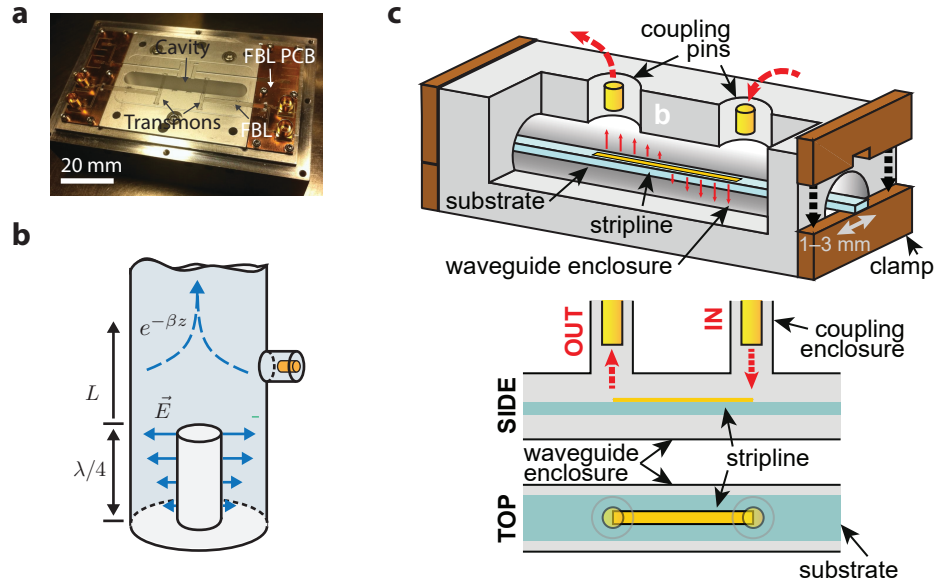 a
Cavity
FBL PCB
Transmons
FBL
20 mm
b
e^{-βz}
L
\vec{E}
λ/4
c
coupling
pins
b
substrate
stripline
waveguide enclosure
1–3 mm
clamp
OUT
IN
coupling
enclosure
SIDE
waveguide
enclosure
stripline
TOP
substrate